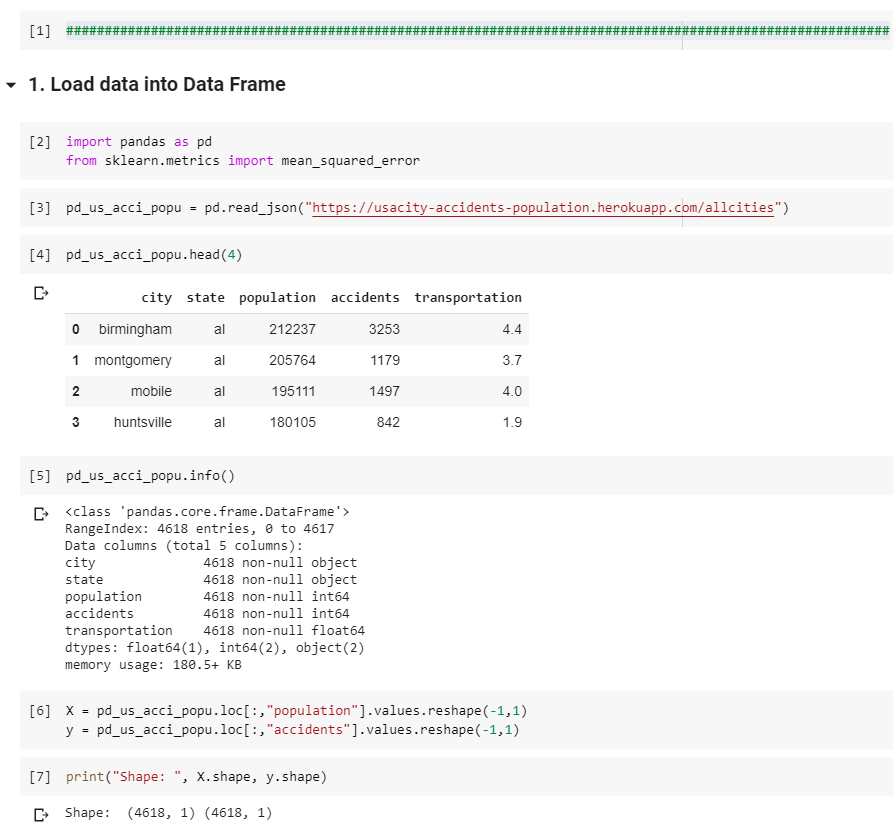 [1] ###########################################################################################################
1. Load data into Data Frame
[2] import pandas as pd
from sklearn.metrics import mean_squared_error
[3] pd_us_acci_popu = pd.read_json("https://usacity-accidents-population.herokuapp.com/allcities")
[4] pd_us_acci_popu.head(4)
city state population accidents transportation
0 birmingham al 212237 3253 4.4
1 montgomery al 205764 1179 3.7
2 mobile al 195111 1497 4.0
3 huntsville al 180105 842 1.9
[5] pd_us_acci_popu.info()
<class 'pandas.core.frame.DataFrame'>
RangeIndex: 4618 entries, 0 to 4617
Data columns (total 5 columns):
city 4618 non-null object
state 4618 non-null object
population 4618 non-null int64
accidents 4618 non-null int64
transportation 4618 non-null float64
dtypes: float64(1), int64(2), object(2)
memory usage: 180.5+ KB
[6] X = pd_us_acci_popu.loc[:,"population"].values.reshape(-1,1)
y = pd_us_acci_popu.loc[:,"accidents"].values.reshape(-1,1)
[7] print("Shape: ", X.shape, y.shape)
Shape: (4618, 1) (4618, 1)